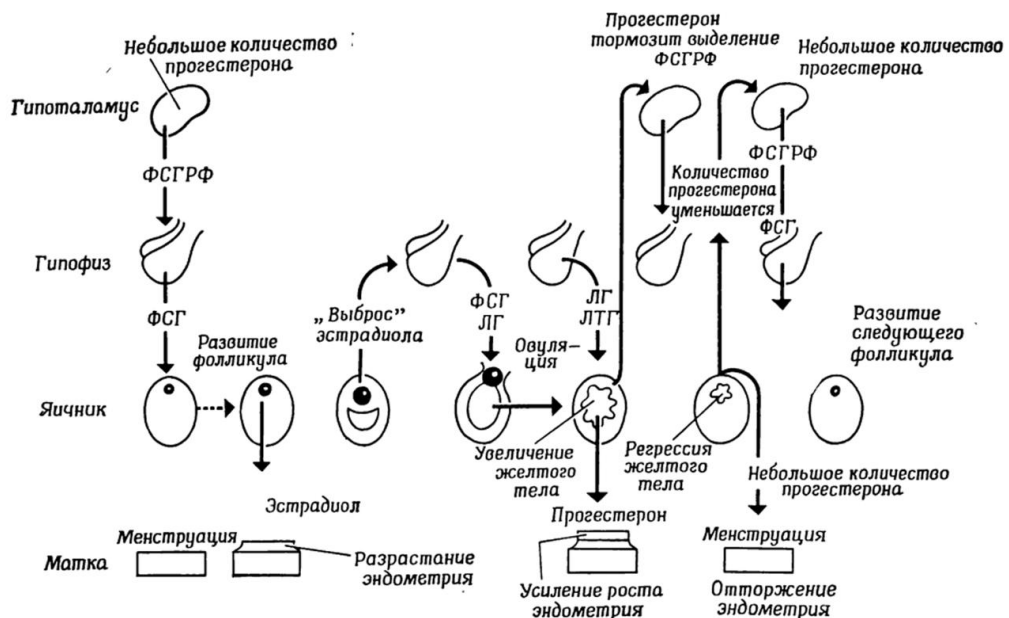 Небольшое количество
прогестерона
Прогестерон
тормозит выделение
ФСГРФ
Небольшое количество
прогестерона
Гипоталамус
ФСГРФ
Количество
прогестерона
уменьшается
ФСГРФ
Гипофиз
ФСГ
ФСГ
„Выброс”
эстрадиола
ФСГ
ЛГ
ЛГ
ЛТГ
Развитие
фолликула
Овуля-
ция
Развитие
следующего
фолликула
Яичник
Увеличение
желтого
тела
Регрессия
желтого
тела
Небольшое количество
прогестерона
Эстрадиол
Прогестерон
Матка
Менструация
Разрастание
эндометрия
Усиление роста
эндометрия
Менструация
Отторжение
эндометрия